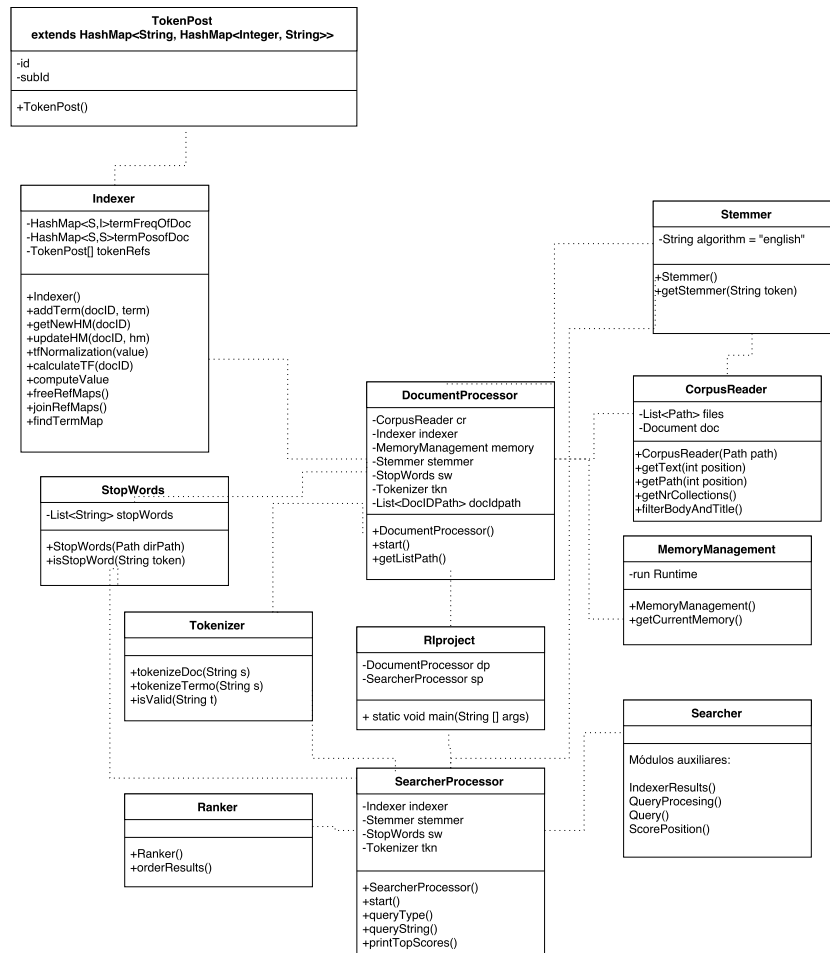 TokenPost
extends HashMap<String, HashMap<Integer, String>>
-id
-subId
+TokenPost()
Indexer
-HashMap<S,I>termFreqOfDoc
-HashMap<S,S>termPosofDoc
-TokenPost[] tokenRefs
+Indexer()
+addTerm(docID, term)
+getNewHM(docID)
+updateHM(docID, hm)
+tfNormalization(value)
+calculateTF(docID)
+computeValue
+freeRefMaps()
+joinRefMaps()
+findTermMap
Stemmer
-String algorithm = "english"
+Stemmer()
+getStemmer(String token)
DocumentProcessor
-CorpusReader cr
-Indexer indexer
-MemoryManagement memory
-Stemmer stemmer
-StopWords sw
-Tokenizer tkn
-List<DocIDPath> docIdpath
+DocumentProcessor()
+start()
+getListPath()
CorpusReader
-List<Path> files
-Document doc
+CorpusReader(Path path)
+getText(int position)
+getPath(int position)
+getNrCollections()
+filterBodyAndTitle()
StopWords
-List<String> stopWords
+StopWords(Path dirPath)
+isStopWord(String token)
MemoryManagement
-run Runtime
+MemoryManagement()
+getCurrentMemory()
Tokenizer
+tokenizeDoc(String s)
+tokenizeTermo(String s)
+isValid(String t)
RIproject
-DocumentProcessor dp
-SearcherProcessor sp
+ static void main(String [] args)
Searcher
Módulos auxiliares:
IndexerResults()
QueryProcesing()
Query()
ScorePosition()
SearcherProcessor
-Indexer indexer
-Stemmer stemmer
-StopWords sw
-Tokenizer tkn
+SearcherProcessor()
+start()
+queryType()
+queryString()
+printTopScores()
Ranker
+Ranker()
+orderResults()